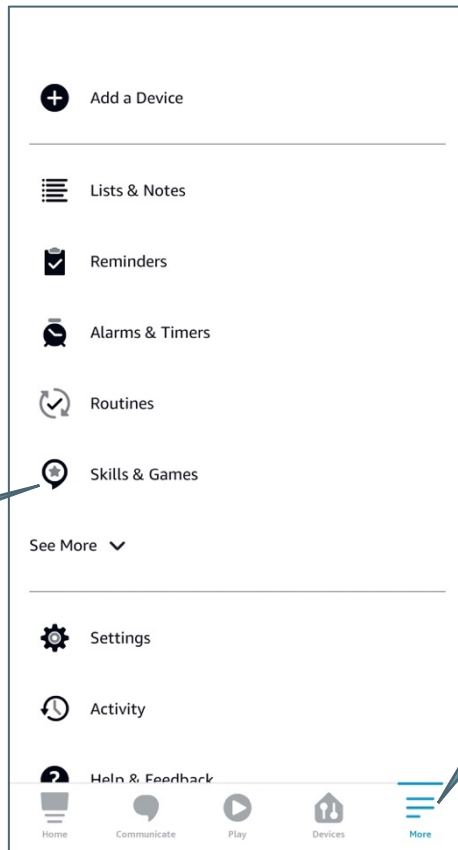 Add a Device
Lists & Notes
Reminders
Alarms & Timers
Routines
Skills & Games
See More
Settings
Activity
Help & Feedback
Home Communicate Play Devices More